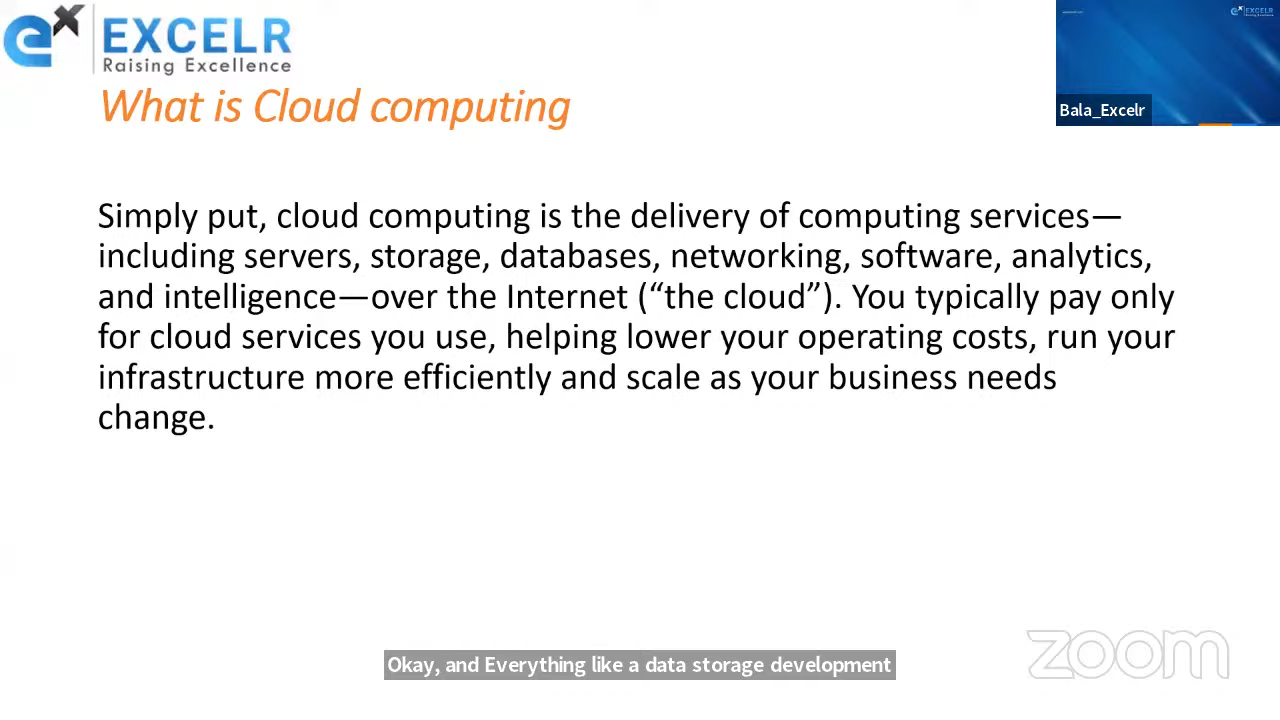 EXCELR
Raising Excellence
What is Cloud computing
EXCELR
Bala_Excelr
Simply put, cloud computing is the delivery of computing services—
including servers, storage, databases, networking, software, analytics,
and intelligence—over the Internet (“the cloud”). You typically pay only
for cloud services you use, helping lower your operating costs, run your
infrastructure more efficiently and scale as your business needs
change.
Okay, and Everything like a data storage development
zoom